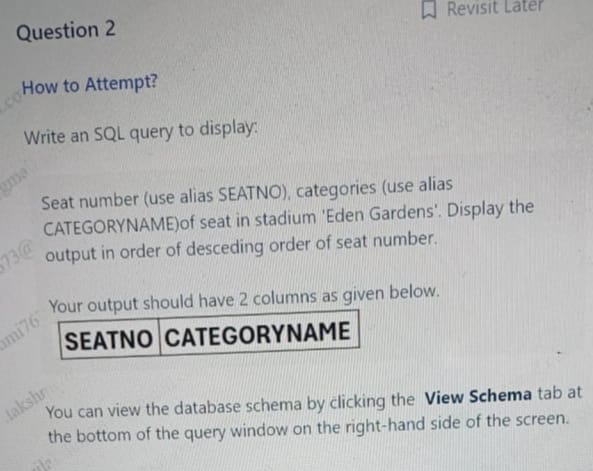 Revisit Later
Question 2
How to Attempt?
Write an SQL query to display:
Seat number (use alias SEATNO), categories (use alias
CATEGORYNAME)of seat in stadium 'Eden Gardens'. Display the
output in order of desceding order of seat number.
Your output should have 2 columns as given below.
SEATNO CATEGORYNAME
You can view the database schema by clicking the View Schema tab at
the bottom of the query window on the right-hand side of the screen.